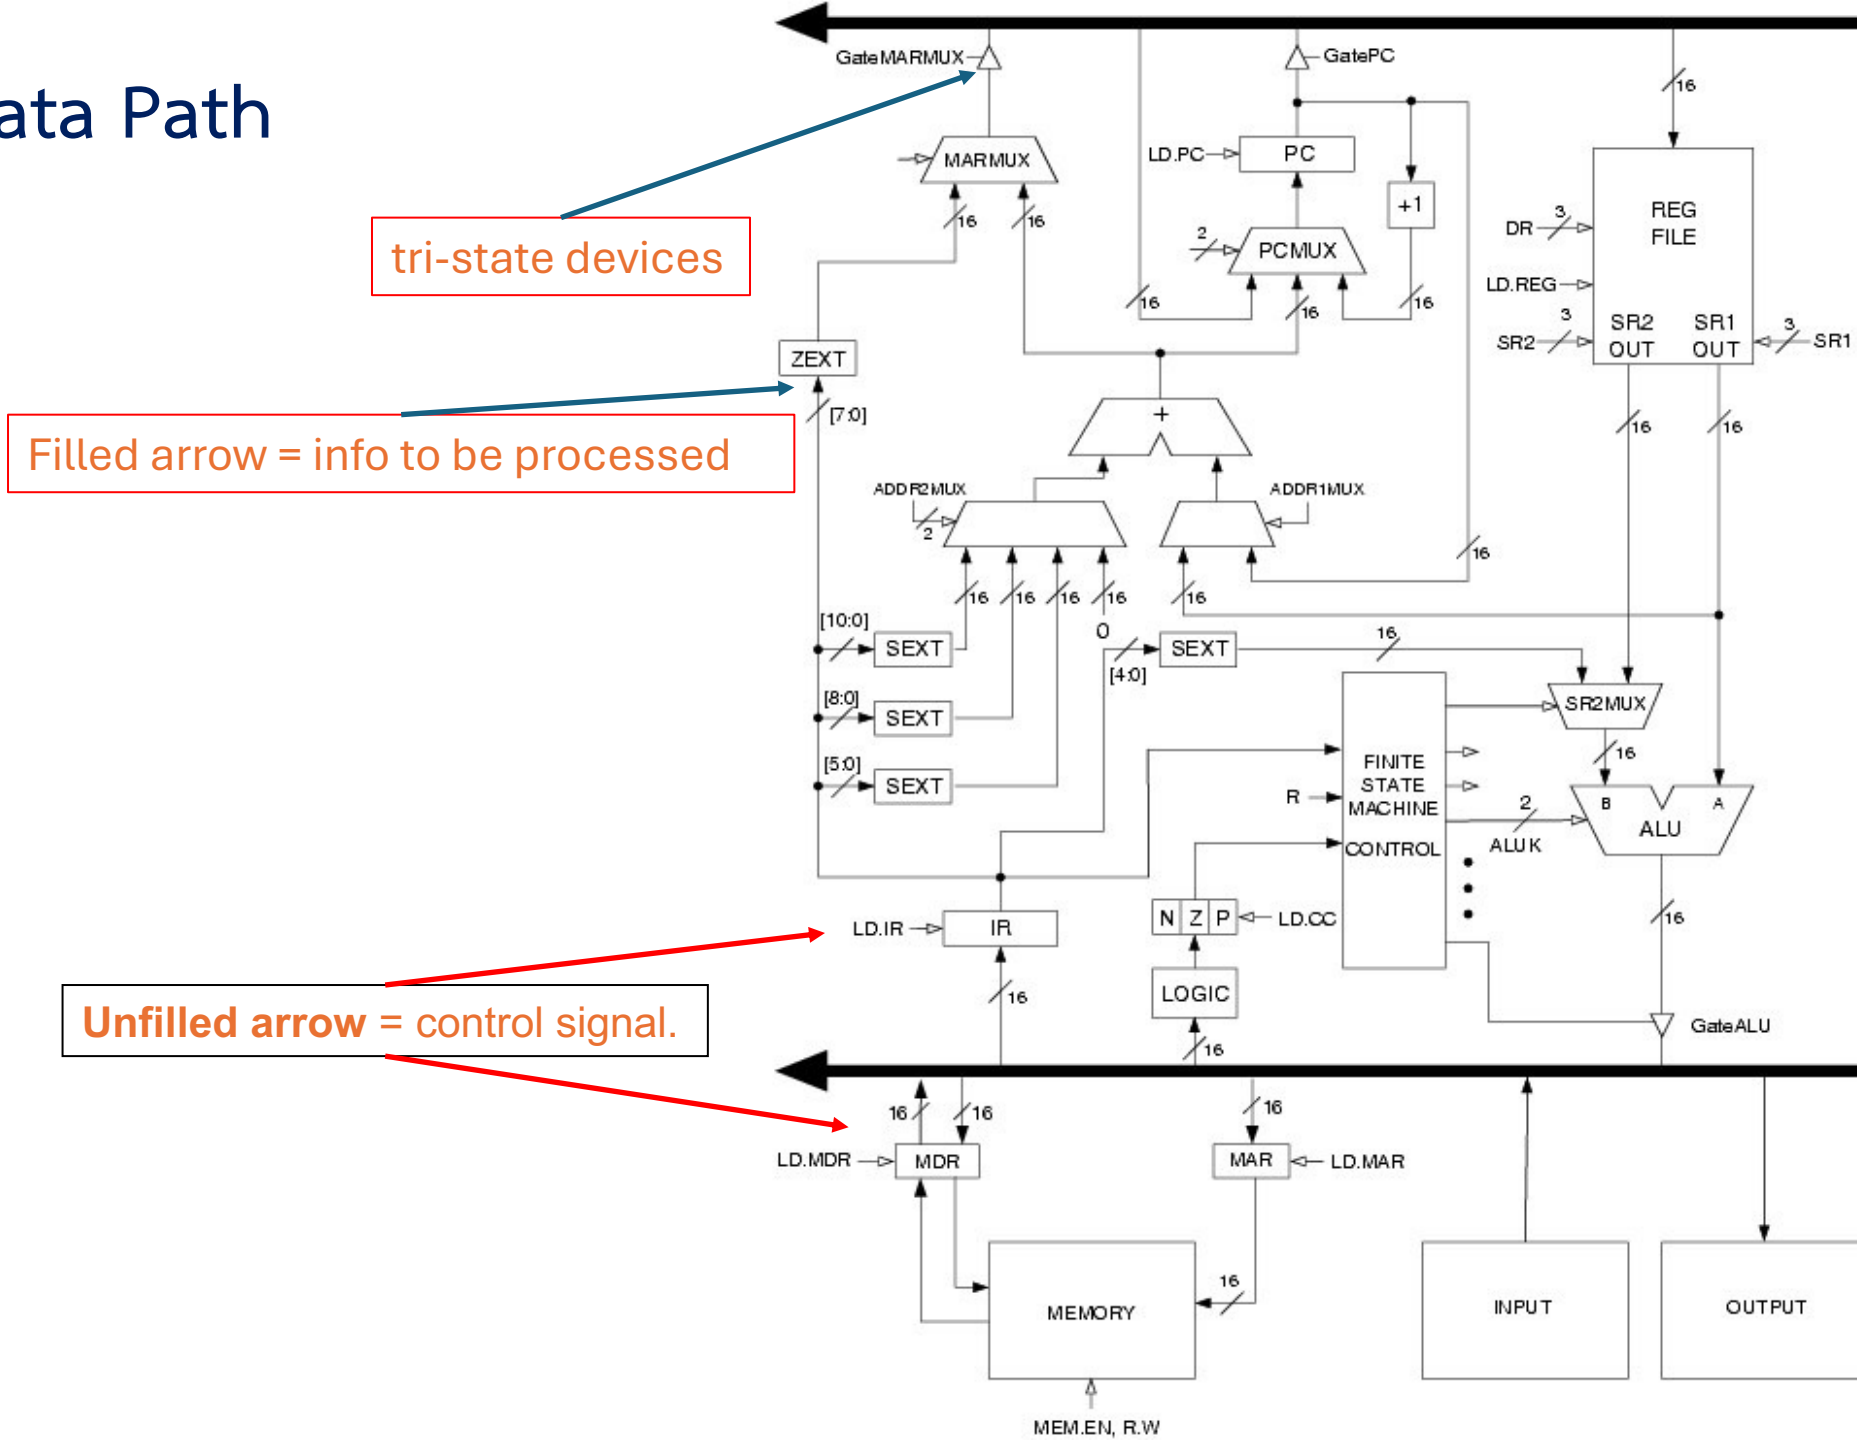 ata Path
GateMARMUX
GatePC
16
MARMUX
LD.PC
PC
+1
16
16
2
PCMUX
16
16
16
DR
3
REG
FILE
LD.REG
3
SR2
SR2
OUT
SR1
OUT
3
SR1
tri-state devices
ZEXT
[7:0]
Filled arrow = info to be processed
+
16
16
ADDR2MUX
2
ADDR1MUX
16
16
16
16
16
16
0
[10:0]
SEXT
[4:0]
SEXT
16
[8:0]
SEXT
SR2MUX
16
[5:0]
SEXT
FINITE
STATE
MACHINE
CONTROL
R
2
ALUK
B
A
ALU
16
LD.IR
IR
N Z P
LD.CC
LOGIC
16
16
GateALU
Unfilled arrow = control signal.
16
16
16
LD.MDR
MDR
MAR
LD.MAR
16
MEMORY
INPUT
OUTPUT
MEM.EN, R.W